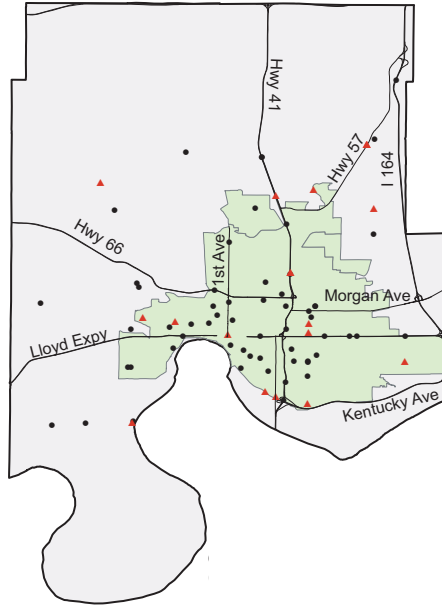 Hwy 41
Hwy 57
I 164
Hwy 66
1st Ave
Morgan Ave
Lloyd Expy
Kentucky Ave